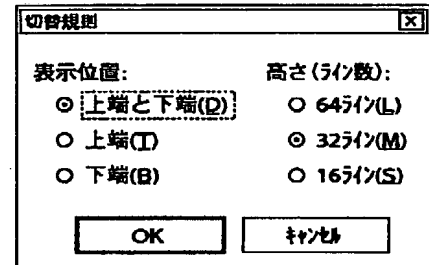 切替規則
表示位置:
上端と下端(D)
上端(T)
下端(B)
高さ(ﾗｲﾝ数):
64ﾗｲﾝ(L)
32ﾗｲﾝ(M)
16ﾗｲﾝ(S)
OK
ｷｬﾝｾﾙ